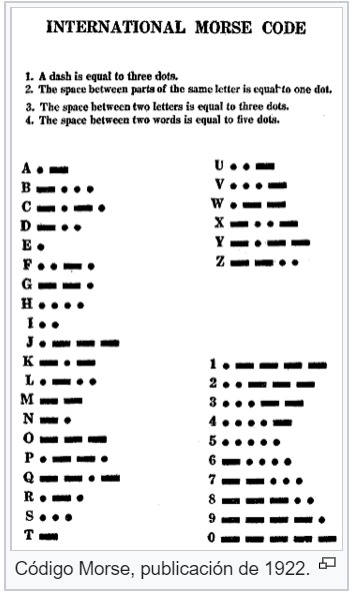 INTERNATIONAL MORSE CODE
1. A dash is equal to three dots.
2. The space between parts of the same letter is equal to one dot.
3. The space between two letters is equal to three dots.
4. The space between two words is equal to five dots.
A • —
B — • • •
C — • — •
D — • •
E •
F • • — •
G — — •
H • • • •
I • •
J • — — —
K — • —
L • — • •
M — —
N — •
O — — —
P • — — •
Q — — • —
R • — •
S • • •
T —
U • • —
V • • • —
W • — —
X — • • —
Y — • — —
Z — — • •
1 • — — — —
2 • • — — —
3 • • • — —
4 • • • • —
5 • • • • •
6 — • • • •
7 — — • • •
8 — — — • •
9 — — — — •
0 — — — — —
Código Morse, publicación de 1922.